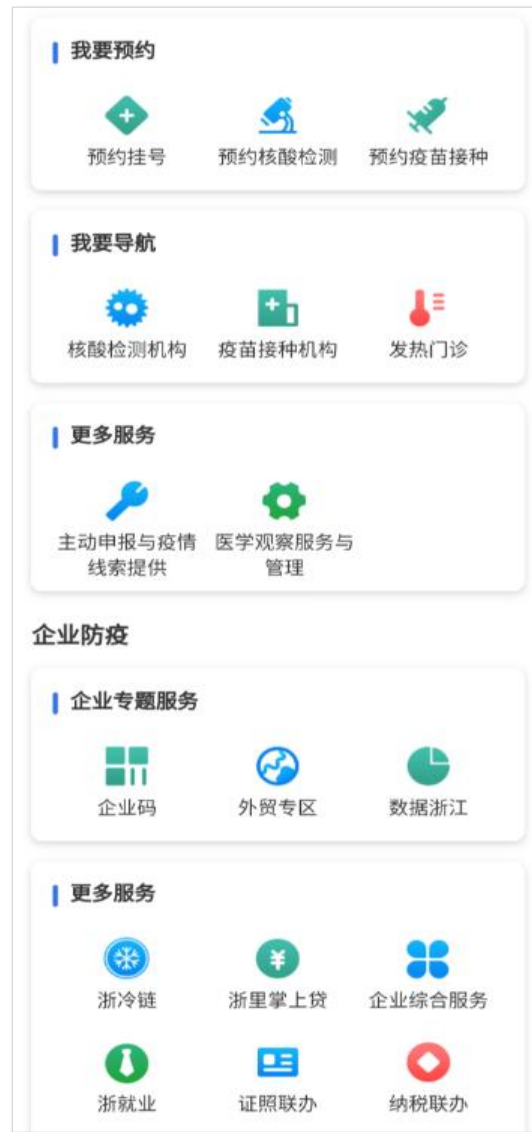 我要预约
预约挂号 预约核酸检测 预约疫苗接种
我要导航
核酸检测机构 疫苗接种机构 发热门诊
更多服务
主动申报与疫情 医学观察服务与
线索提供 管理
企业防疫
企业专题服务
企业码 外贸专区 数据浙江
更多服务
浙冷链 浙里掌上贷 企业综合服务
浙就业 证照联办 纳税联办